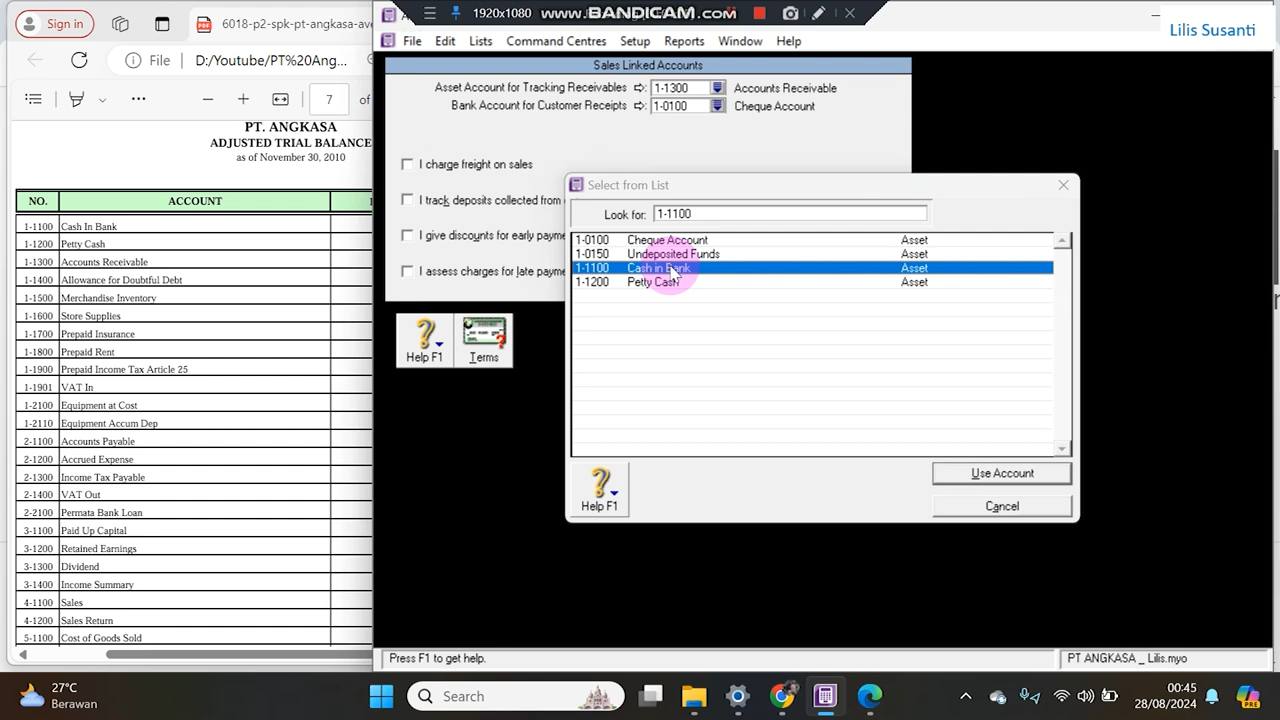 1920x1080 www.BANDICAM.com
Lilis Susanti
Sign in
6018-p2-spk-pt-angkasa-ave
File D:/Youtube/PT%20Ang...
7 of
File Edit Lists Command Centres Setup Reports Window Help
Sales Linked Accounts
Asset Account for Tracking Receivables 1-1300 Accounts Receivable
Bank Account for Customer Receipts 1-0100 Cheque Account
I charge freight on sales
I track deposits collected from
I give discounts for early payme
I assess charges for late payme
Help F1 Terms
Select from List
Look for: 1-1100
1-0100 Cheque Account Asset
1-0150 Undeposited Funds Asset
1-1100 Cash in Bank Asset
1-1200 Petty Cash Asset
Help F1
Use Account
Cancel
PT. ANGKASA
ADJUSTED TRIAL BALANCE
as of November 30, 2010
NO. ACCOUNT
1-1100 Cash In Bank
1-1200 Petty Cash
1-1300 Accounts Receivable
1-1400 Allowance for Doubtful Debt
1-1500 Merchandise Inventory
1-1600 Store Supplies
1-1700 Prepaid Insurance
1-1800 Prepaid Rent
1-1900 Prepaid Income Tax Article 25
1-1901 VAT In
1-2100 Equipment at Cost
1-2110 Equipment Accum Dep
2-1100 Accounts Payable
2-1200 Accrued Expense
2-1300 Income Tax Payable
2-1400 VAT Out
2-2100 Permata Bank Loan
3-1100 Paid Up Capital
3-1200 Retained Earnings
3-1300 Dividend
3-1400 Income Summary
4-1100 Sales
4-1200 Sales Return
5-1100 Cost of Goods Sold
Press F1 to get help.
PT ANGKASA _ Lilis.myo
27°C
Berawan
Search
00:45
28/08/2024